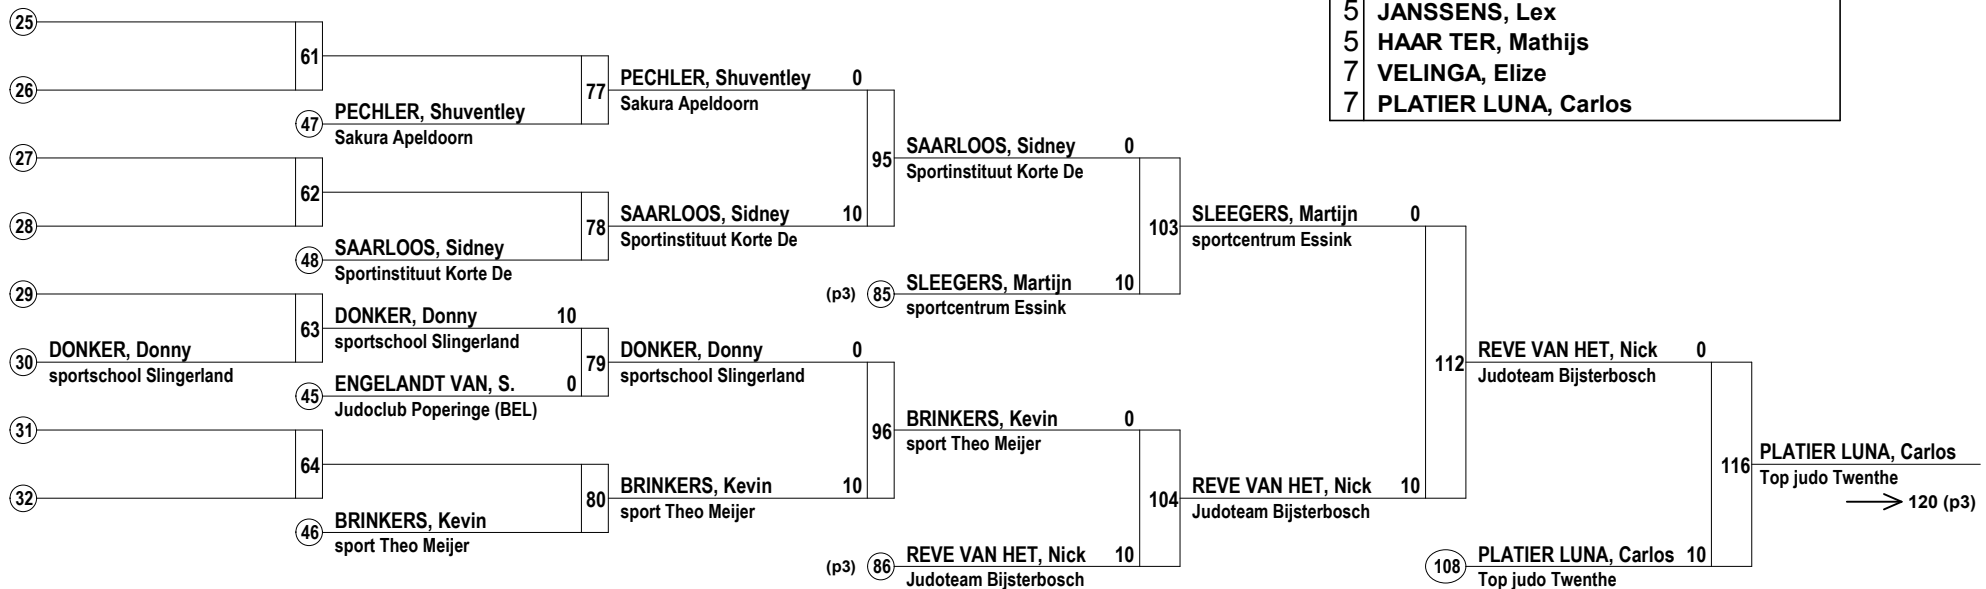 5 JANSSENS, Lex
5 HAAR TER, Mathijs
7 VELINGA, Elize
7 PLATIER LUNA, Carlos
25
61
26
47 PECHLER, Shuventley
Sakura Apeldoorn
77
PECHLER, Shuventley 0
Sakura Apeldoorn
27
62
28
48 SAARLOOS, Sidney
Sportinstituut Korte De
78
SAARLOOS, Sidney 10
Sportinstituut Korte De
95
SAARLOOS, Sidney 0
Sportinstituut Korte De
(p3) 85 SLEEGERS, Martijn 10
sportcentrum Essink
103
SLEEGERS, Martijn 0
sportcentrum Essink
29
63
30 DONKER, Donny
sportschool Slingerland
DONKER, Donny 10
sportschool Slingerland
45 ENGELANDT VAN, S. 0
Judoclub Poperinge (BEL)
79
DONKER, Donny 0
sportschool Slingerland
31
64
32
46 BRINKERS, Kevin
sport Theo Meijer
80
BRINKERS, Kevin 10
sport Theo Meijer
96
BRINKERS, Kevin 0
sport Theo Meijer
(p3) 86 REVE VAN HET, Nick 10
Judoteam Bijsterbosch
104
REVE VAN HET, Nick 10
Judoteam Bijsterbosch
112
REVE VAN HET, Nick 0
Judoteam Bijsterbosch
108 PLATIER LUNA, Carlos 10
Top judo Twenthe
116
PLATIER LUNA, Carlos
Top judo Twenthe
120 (p3)